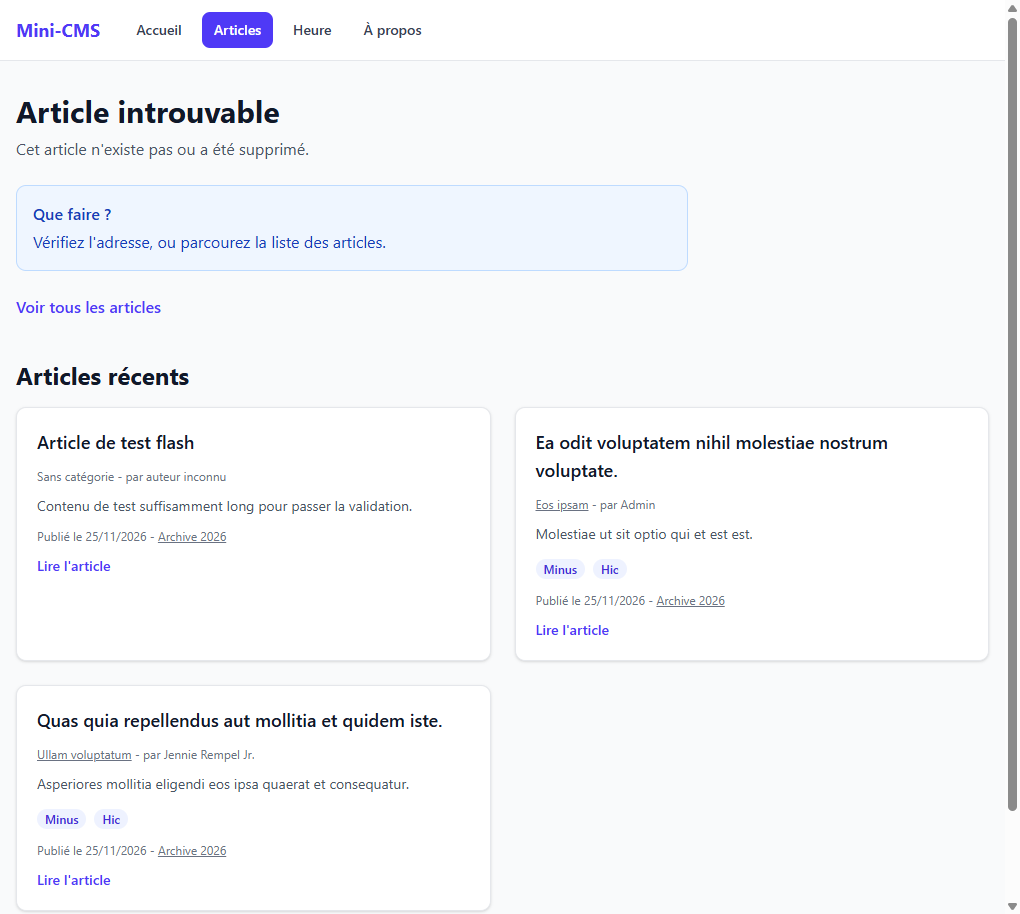 Mini-CMS Accueil Articles Heure À propos
Article introuvable
Cet article n'existe pas ou a été supprimé.
Que faire ?
Vérifiez l'adresse, ou parcourez la liste des articles.
Voir tous les articles
Articles récents
Article de test flash
Sans catégorie - par auteur inconnu
Contenu de test suffisamment long pour passer la validation.
Publié le 25/11/2026 - Archive 2026
Lire l'article
Ea odit voluptatem nihil molestiae nostrum
voluptate.
Eos ipsam - par Admin
Molestiae ut sit optio qui et est est.
Minus Hic
Publié le 25/11/2026 - Archive 2026
Lire l'article
Quas quia repellendus aut mollitia et quidem iste.
Ullam voluptatum - par Jennie Rempel Jr.
Asperiores mollitia eligendi eos ipsa quaerat et consequatur.
Minus Hic
Publié le 25/11/2026 - Archive 2026
Lire l'article